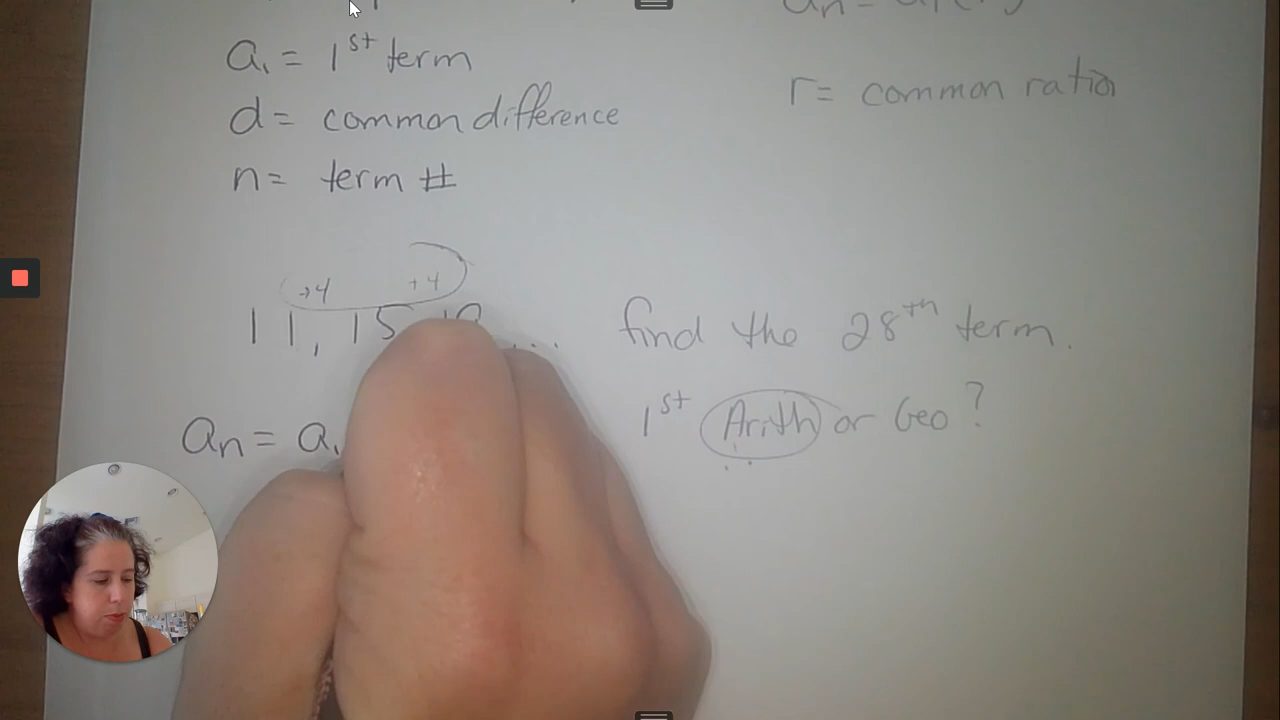 a₁ = 1st term
d = common difference
n = term #
r = common ratio
+4 +4
11, 15 ... find the 28th term.
1st Arith or Geo?
aₙ = a₁